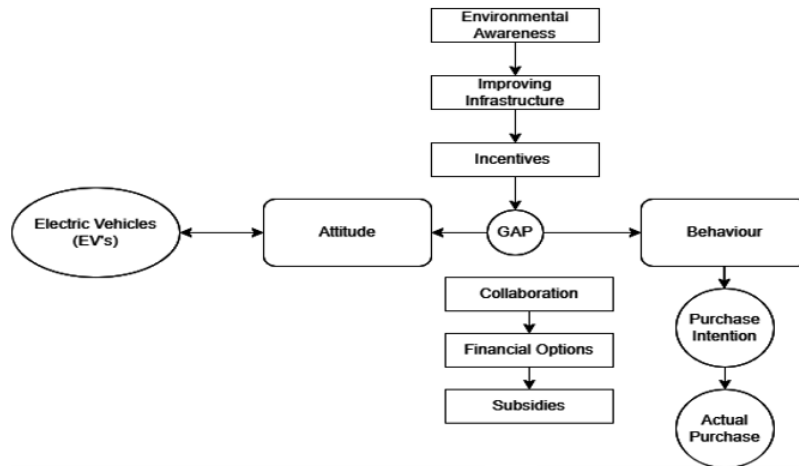 Environmental
Awareness
Improving
Infrastructure
Incentives
Electric Vehicles
(EV's)
Attitude
GAP
Behaviour
Collaboration
Financial Options
Subsidies
Purchase
Intention
Actual
Purchase